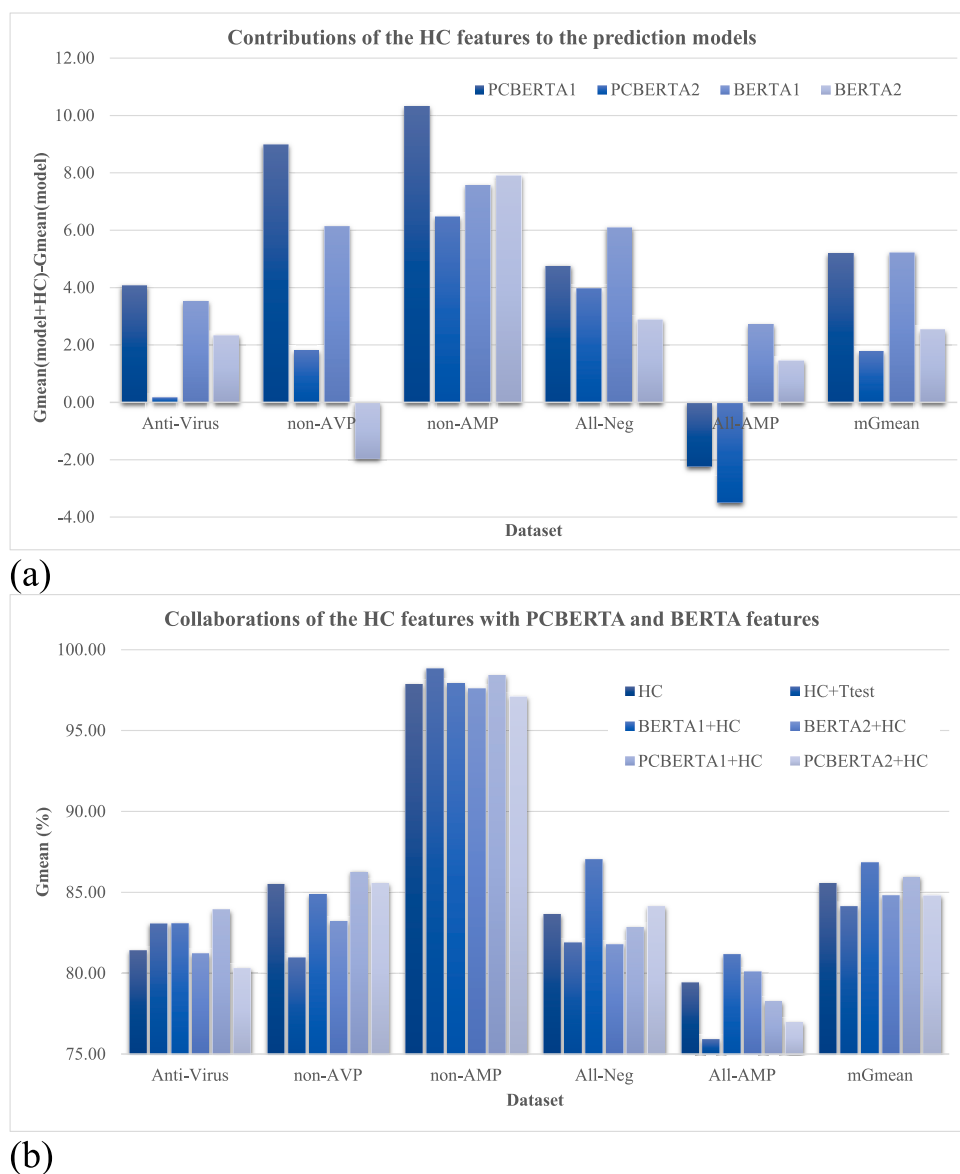 Contributions of the HC features to the prediction models
12.00
PCBERTA1 PCBERTA2 BERTA1 BERTA2
10.00
8.00
6.00
4.00
2.00
0.00
-2.00
-4.00
Gmean(model+HC)-Gmean(model)
Anti-Virus non-AVP non-AMP All-Neg All-AMP mGmean
Dataset
(a)
Collaborations of the HC features with PCBERTA and BERTA features
100.00
95.00
90.00
85.00
80.00
75.00
Gmean (%)
HC HC+Ttest
BERTA1+HC BERTA2+HC
PCBERTA1+HC PCBERTA2+HC
Anti-Virus non-AVP non-AMP All-Neg All-AMP mGmean
Dataset
(b)